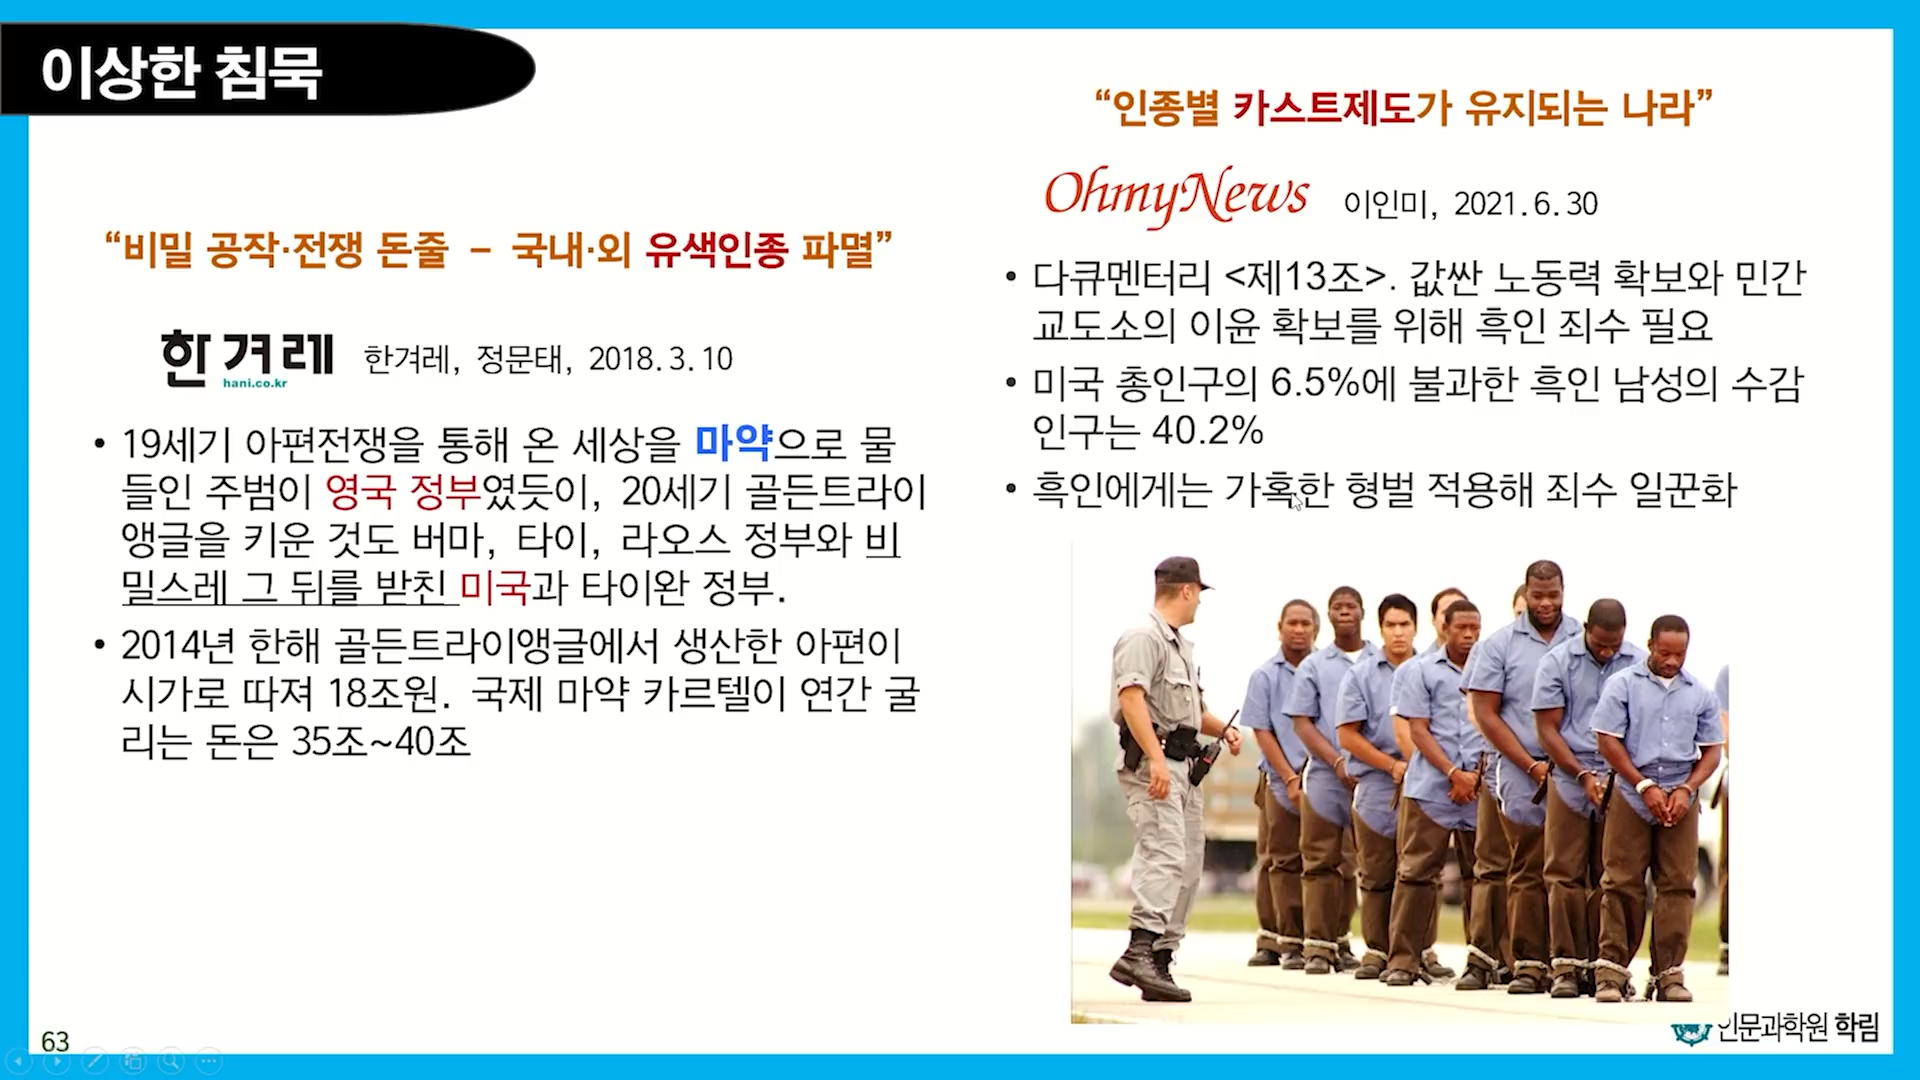 이상한 침묵
“비밀 공작·전쟁 돈줄 – 국내·외 유색인종 파멸”
한겨레
hani.co.kr
한겨레, 정문태, 2018.3.10
• 19세기 아편전쟁을 통해 온 세상을 마약으로 물
들인 주범이 영국 정부였듯이, 20세기 골든트라이
앵글을 키운 것도 버마, 타이, 라오스 정부와 비
밀스레 그 뒤를 받친 미국과 타이완 정부.
• 2014년 한해 골든트라이앵글에서 생산한 아편이
시가로 따져 18조원. 국제 마약 카르텔이 연간 굴
리는 돈은 35조~40조
“인종별 카스트제도가 유지되는 나라”
OhmyNews 이인미, 2021.6.30
• 다큐멘터리 <제13조>. 값싼 노동력 확보와 민간
교도소의 이윤 확보를 위해 흑인 죄수 필요
• 미국 총인구의 6.5%에 불과한 흑인 남성의 수감
인구는 40.2%
• 흑인에게는 가혹한 형벌 적용해 죄수 일꾼화
63
인문과학원 학림